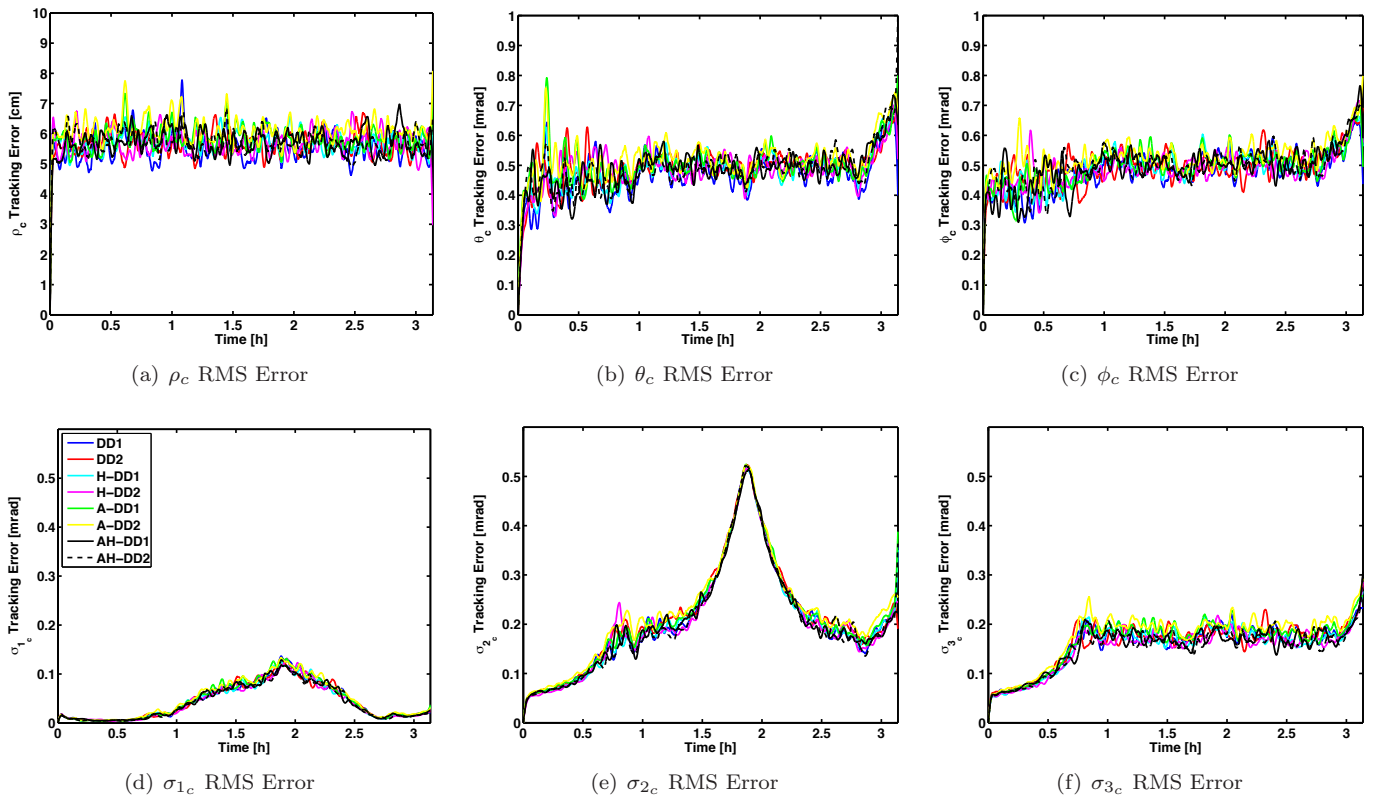 10
9
8
7
6
5
4
3
2
1
0
ρc Tracking Error [cm]
0 0.5 1 1.5 2 2.5 3
Time [h]
(a) ρc RMS Error
1
0.9
0.8
0.7
0.6
0.5
0.4
0.3
0.2
0.1
0
θc Tracking Error [mrad]
0 0.5 1 1.5 2 2.5 3
Time [h]
(b) θc RMS Error
1
0.9
0.8
0.7
0.6
0.5
0.4
0.3
0.2
0.1
0
ϕc Tracking Error [mrad]
0 0.5 1 1.5 2 2.5 3
Time [h]
(c) ϕc RMS Error
DD1
DD2
H-DD1
H-DD2
A-DD1
A-DD2
AH-DD1
AH-DD2
0.5
0.4
0.3
0.2
0.1
0
σ1c Tracking Error [mrad]
0 0.5 1 1.5 2 2.5 3
Time [h]
(d) σ1c RMS Error
0.5
0.4
0.3
0.2
0.1
0
σ2c Tracking Error [mrad]
0 0.5 1 1.5 2 2.5 3
Time [h]
(e) σ2c RMS Error
0.5
0.4
0.3
0.2
0.1
0
σ3c Tracking Error [mrad]
0 0.5 1 1.5 2 2.5 3
Time [h]
(f) σ3c RMS Error